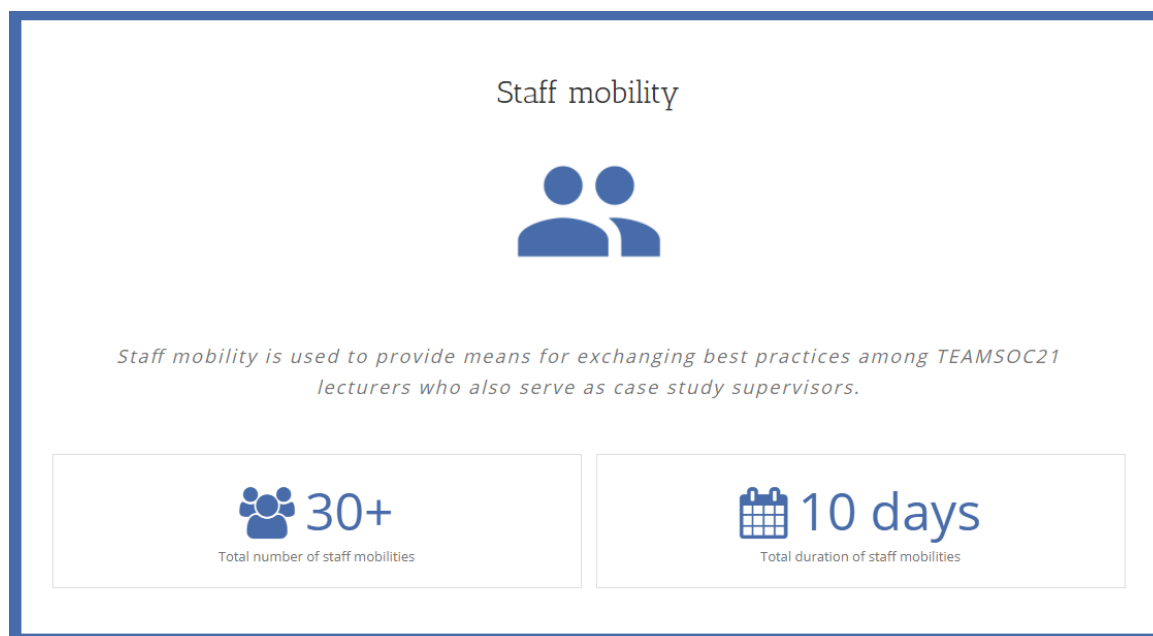 Staff mobility
Staff mobility is used to provide means for exchanging best practices among TEAMSOC21
lecturers who also serve as case study supervisors.
30+
Total number of staff mobilities
10 days
Total duration of staff mobilities